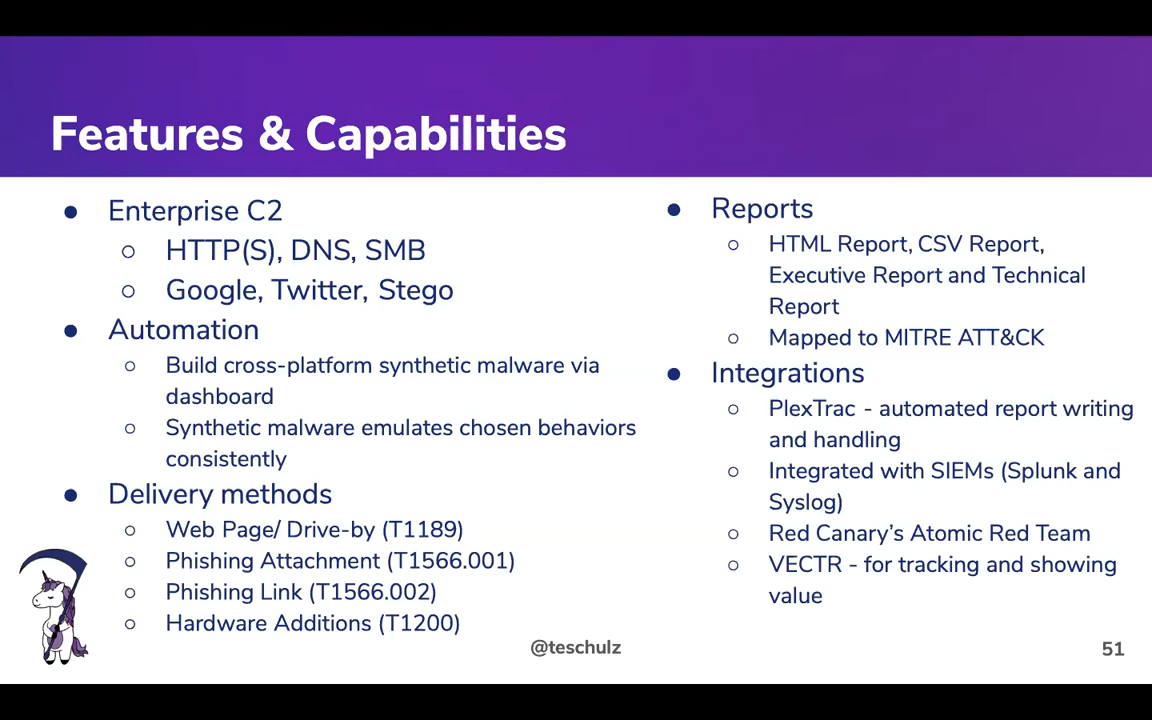 Features & Capabilities
● Enterprise C2
○ HTTP(S), DNS, SMB
○ Google, Twitter, Stego
● Automation
○ Build cross-platform synthetic malware via
dashboard
○ Synthetic malware emulates chosen behaviors
consistently
● Delivery methods
○ Web Page/ Drive-by (T1189)
○ Phishing Attachment (T1566.001)
○ Phishing Link (T1566.002)
○ Hardware Additions (T1200)
● Reports
○ HTML Report, CSV Report,
Executive Report and Technical
Report
○ Mapped to MITRE ATT&CK
● Integrations
○ PlexTrac - automated report writing
and handling
○ Integrated with SIEMs (Splunk and
Syslog)
○ Red Canary’s Atomic Red Team
○ VECTR - for tracking and showing
value
@teschulz
51